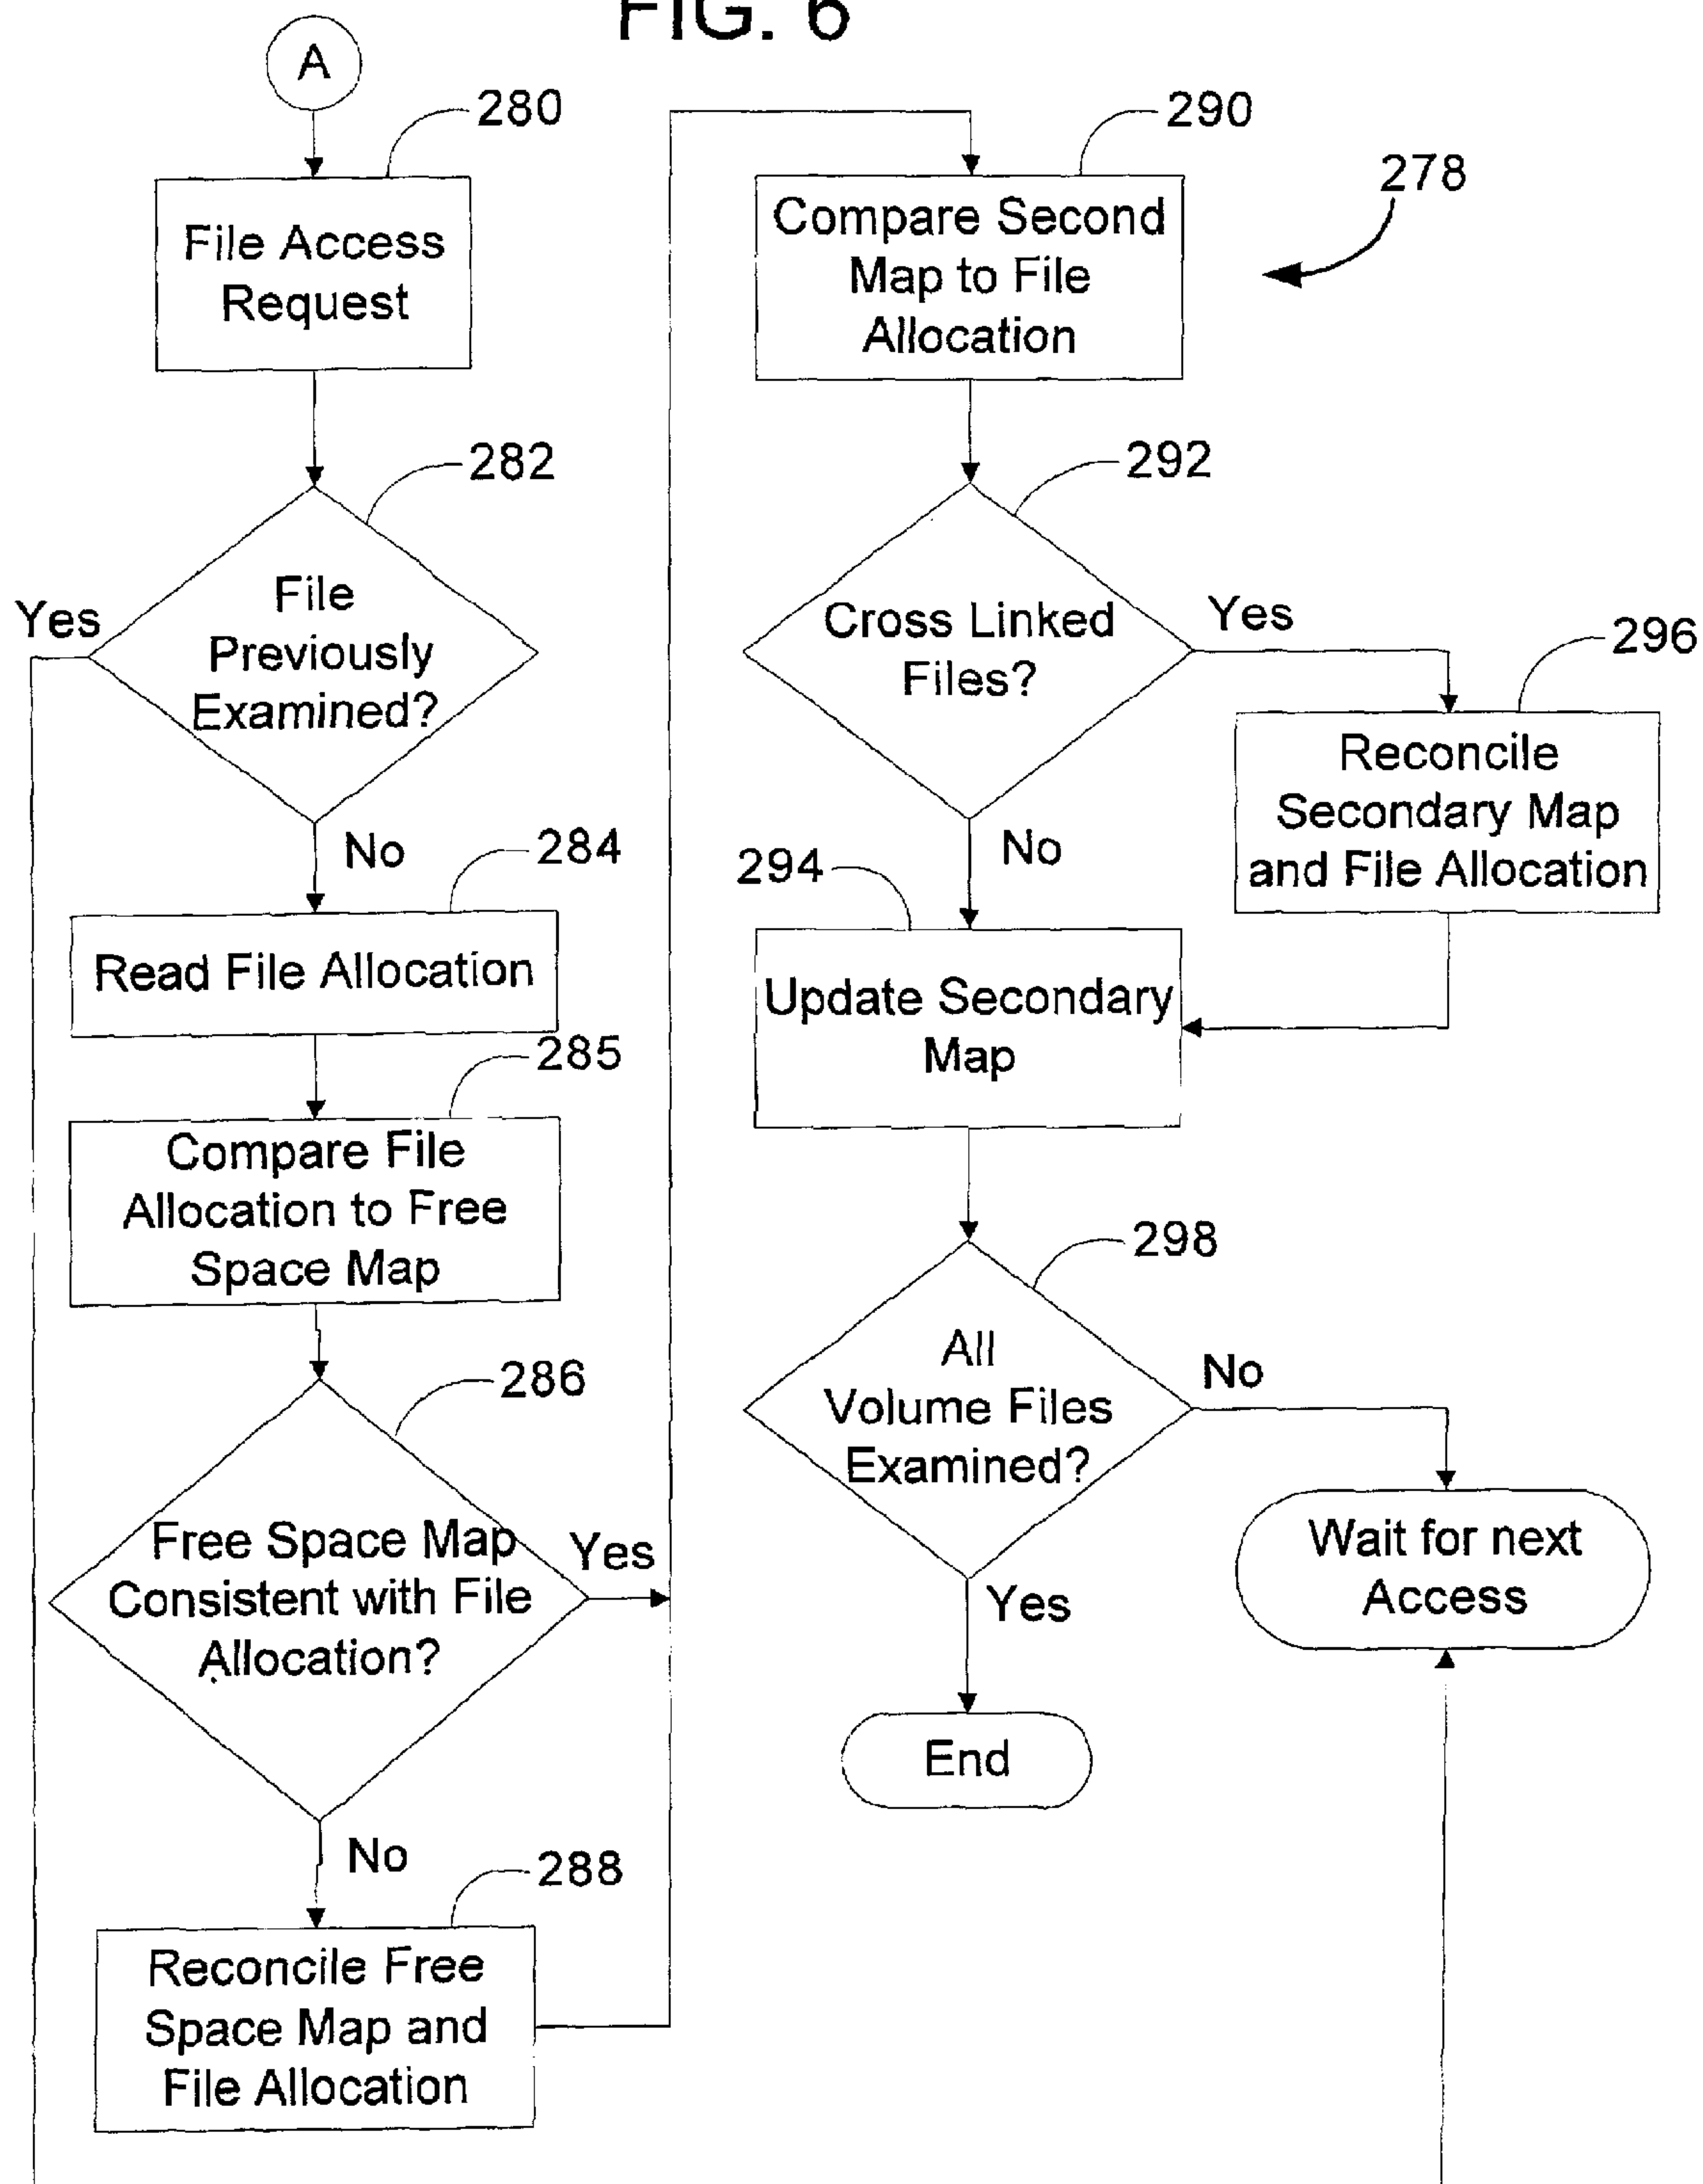 FIG. 6
A
280
File Access
Request
282
File
Previously
Examined?
Yes
No
284
Read File Allocation
285
Compare File
Allocation to Free
Space Map
286
Free Space Map
Consistent with File
Allocation?
Yes
No
288
Reconcile Free
Space Map and
File Allocation
290
Compare Second
Map to File
Allocation
278
292
Cross Linked
Files?
Yes
296
Reconcile
Secondary Map
and File Allocation
No
294
Update Secondary
Map
298
All
Volume Files
Examined?
No
Wait for next
Access
Yes
End